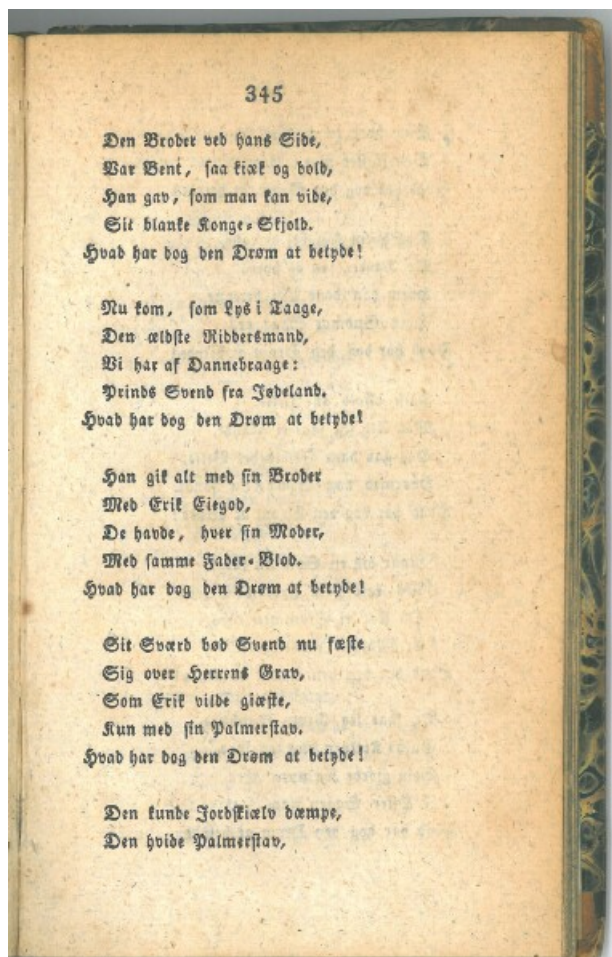 345
Den Broder ved hans Side,
Var Bent, saa kiæk og bold,
Han gav, som man kan vide,
Sit blanke Konge-Skjold.
Hvad har dog den Drøm at betyde!
Nu kom, som Lys i Taage,
Den ældste Riddersmand,
Vi har af Dannebraage:
Prinds Svend fra Jødeland.
Hvad har dog den Drøm at betyde!
Han gik alt med sin Broder
Med Erik Eiegod,
De havde, hver sin Moder,
Med samme Fader-Blod.
Hvad har dog den Drøm at betyde!
Sit Sværd bød Svend nu fæste
Sig over Herrens Grav,
Som Erik vilde giæste,
Kun med sin Palmerstav.
Hvad har dog den Drøm at betyde!
Den kunde Jordskiælv dæmpe,
Den hvide Palmerstav,